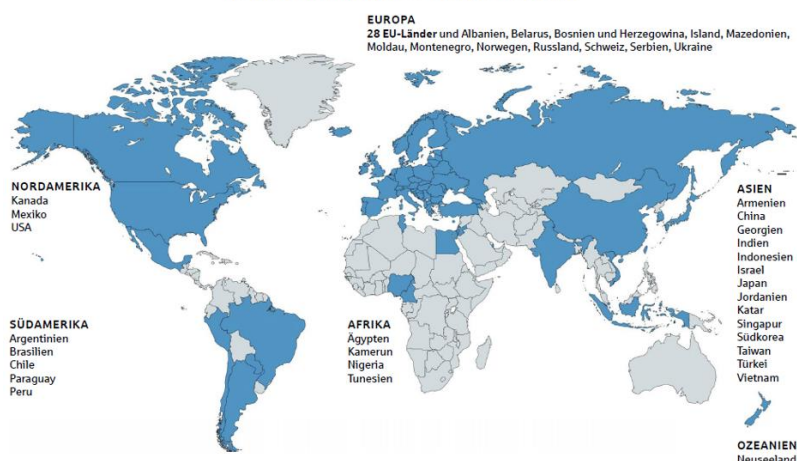 EUROPA
28 EU-Länder und Albanien, Belarus, Bosnien und Herzegowina, Island, Mazedonien,
Moldau, Montenegro, Norwegen, Russland, Schweiz, Serbien, Ukraine
NORDAMERIKA
Kanada
Mexiko
USA
SÜDAMERIKA
Argentinien
Brasilien
Chile
Paraguay
Peru
AFRIKA
Ägypten
Kamerun
Nigeria
Tunesien
ASIEN
Armenien
China
Georgien
Indien
Indonesien
Israel
Japan
Jordanien
Katar
Singapur
Südkorea
Taiwan
Türkei
Vietnam
OZEANIEN
Neuseeland